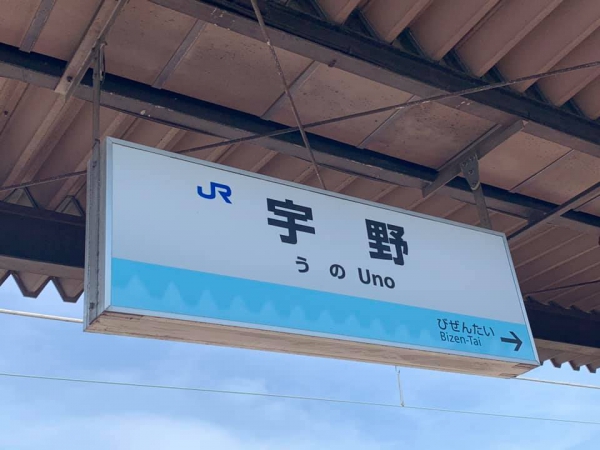 JR 宇野
うの Uno
びぜんたい
Bizen-Tai →